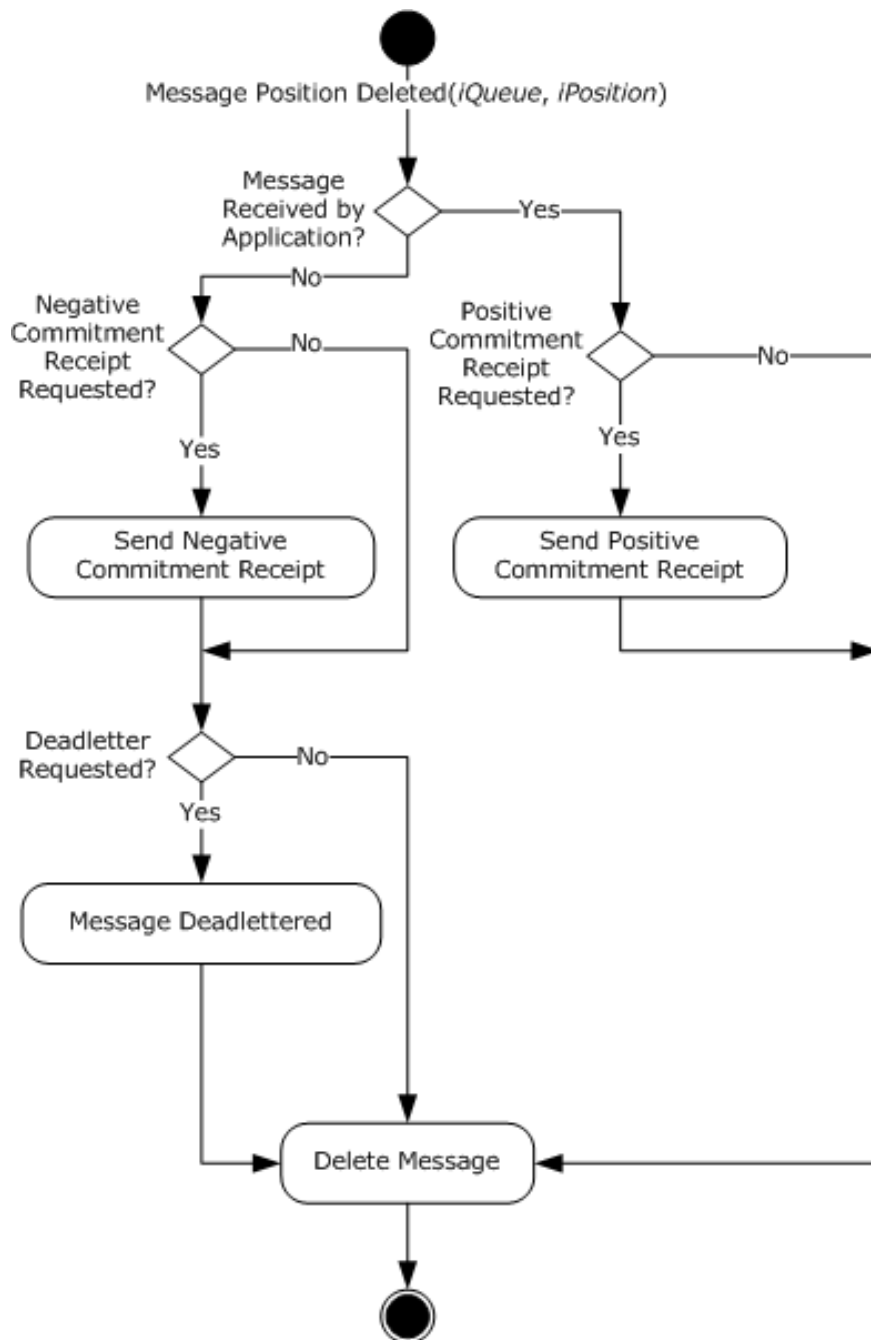 Message Position Deleted(iQueue, iPosition)
Message
Received by
Application?
Yes
No
Negative
Commitment
Receipt
Requested?
No
Positive
Commitment
Receipt
Requested?
No
Yes
Yes
Send Negative
Commitment Receipt
Send Positive
Commitment Receipt
Deadletter
Requested?
No
Yes
Message Deadlettered
Delete Message